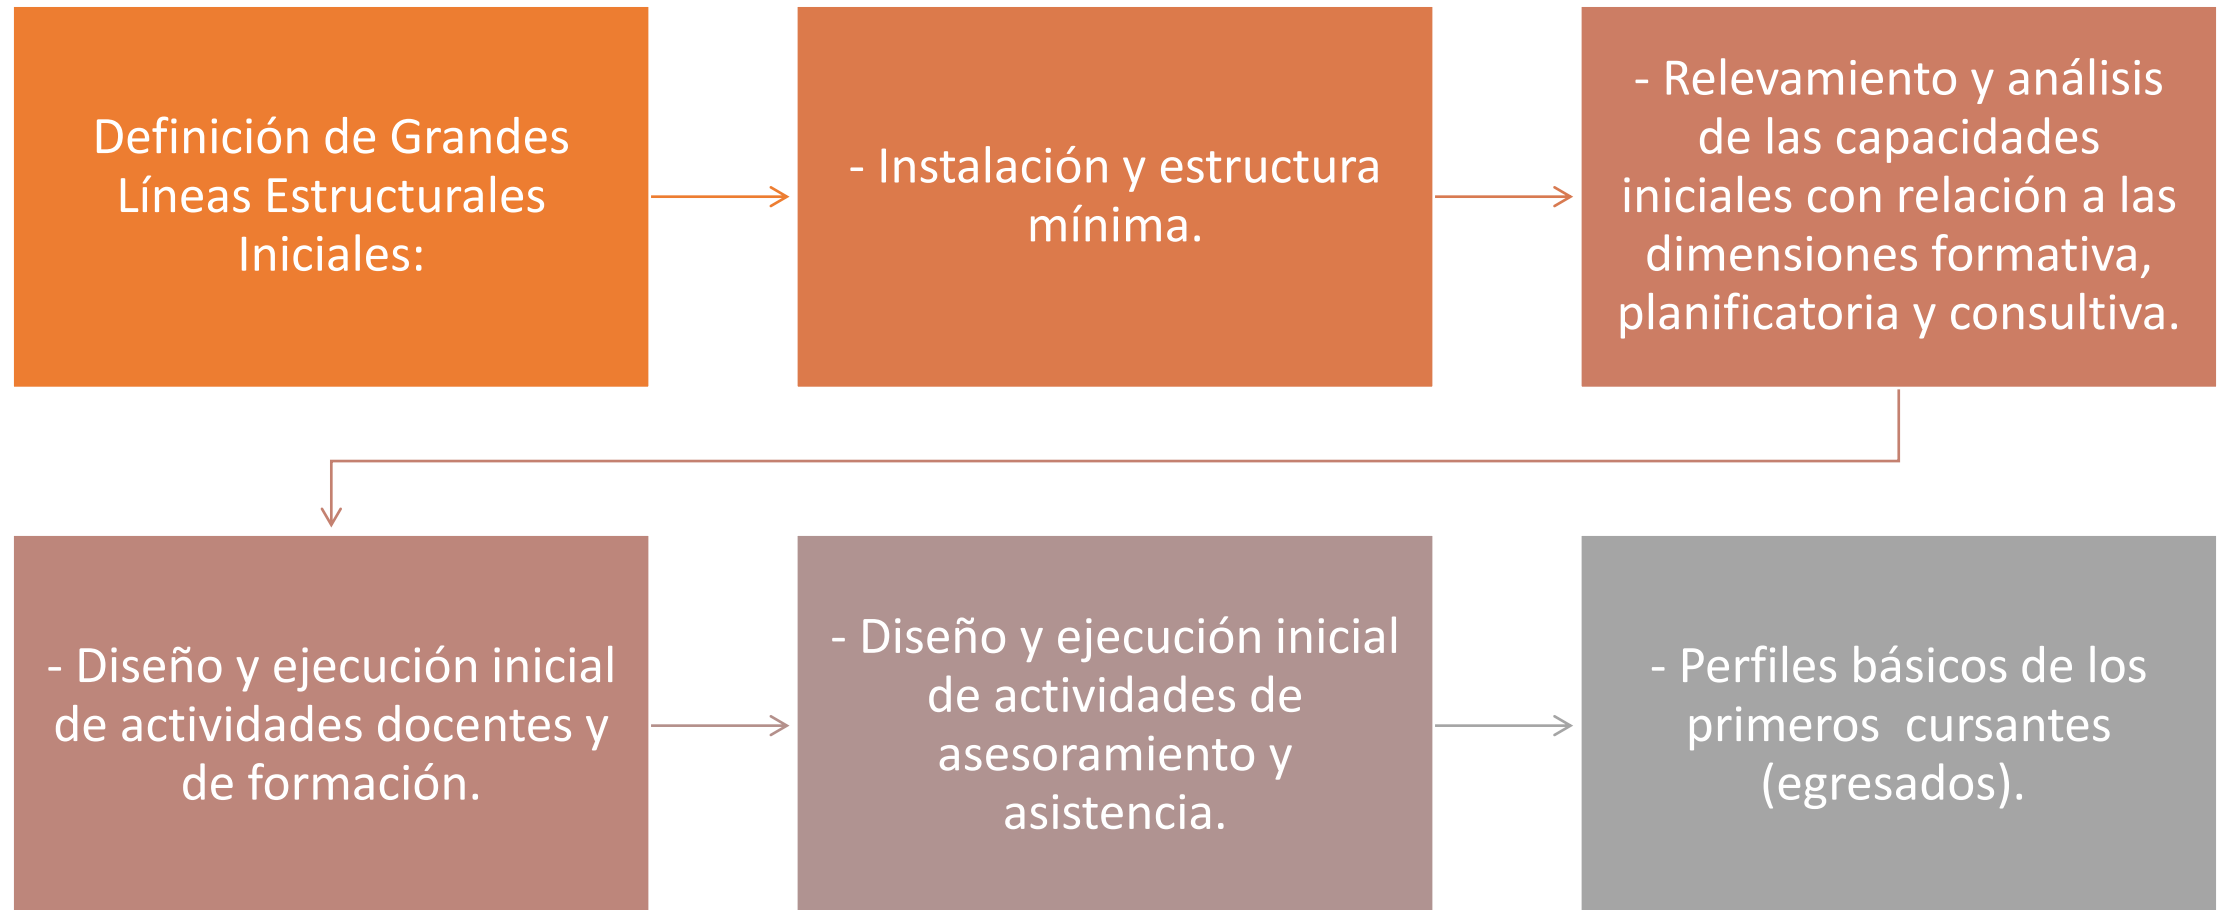 Definición de Grandes
Líneas Estructurales
Iniciales:
- Instalación y estructura
mínima.
- Relevamiento y análisis
de las capacidades
iniciales con relación a las
dimensiones formativa,
planificatoria y consultiva.
- Diseño y ejecución inicial
de actividades docentes y
de formación.
- Diseño y ejecución inicial
de actividades de
asesoramiento y
asistencia.
- Perfiles básicos de los
primeros  cursantes
(egresados).